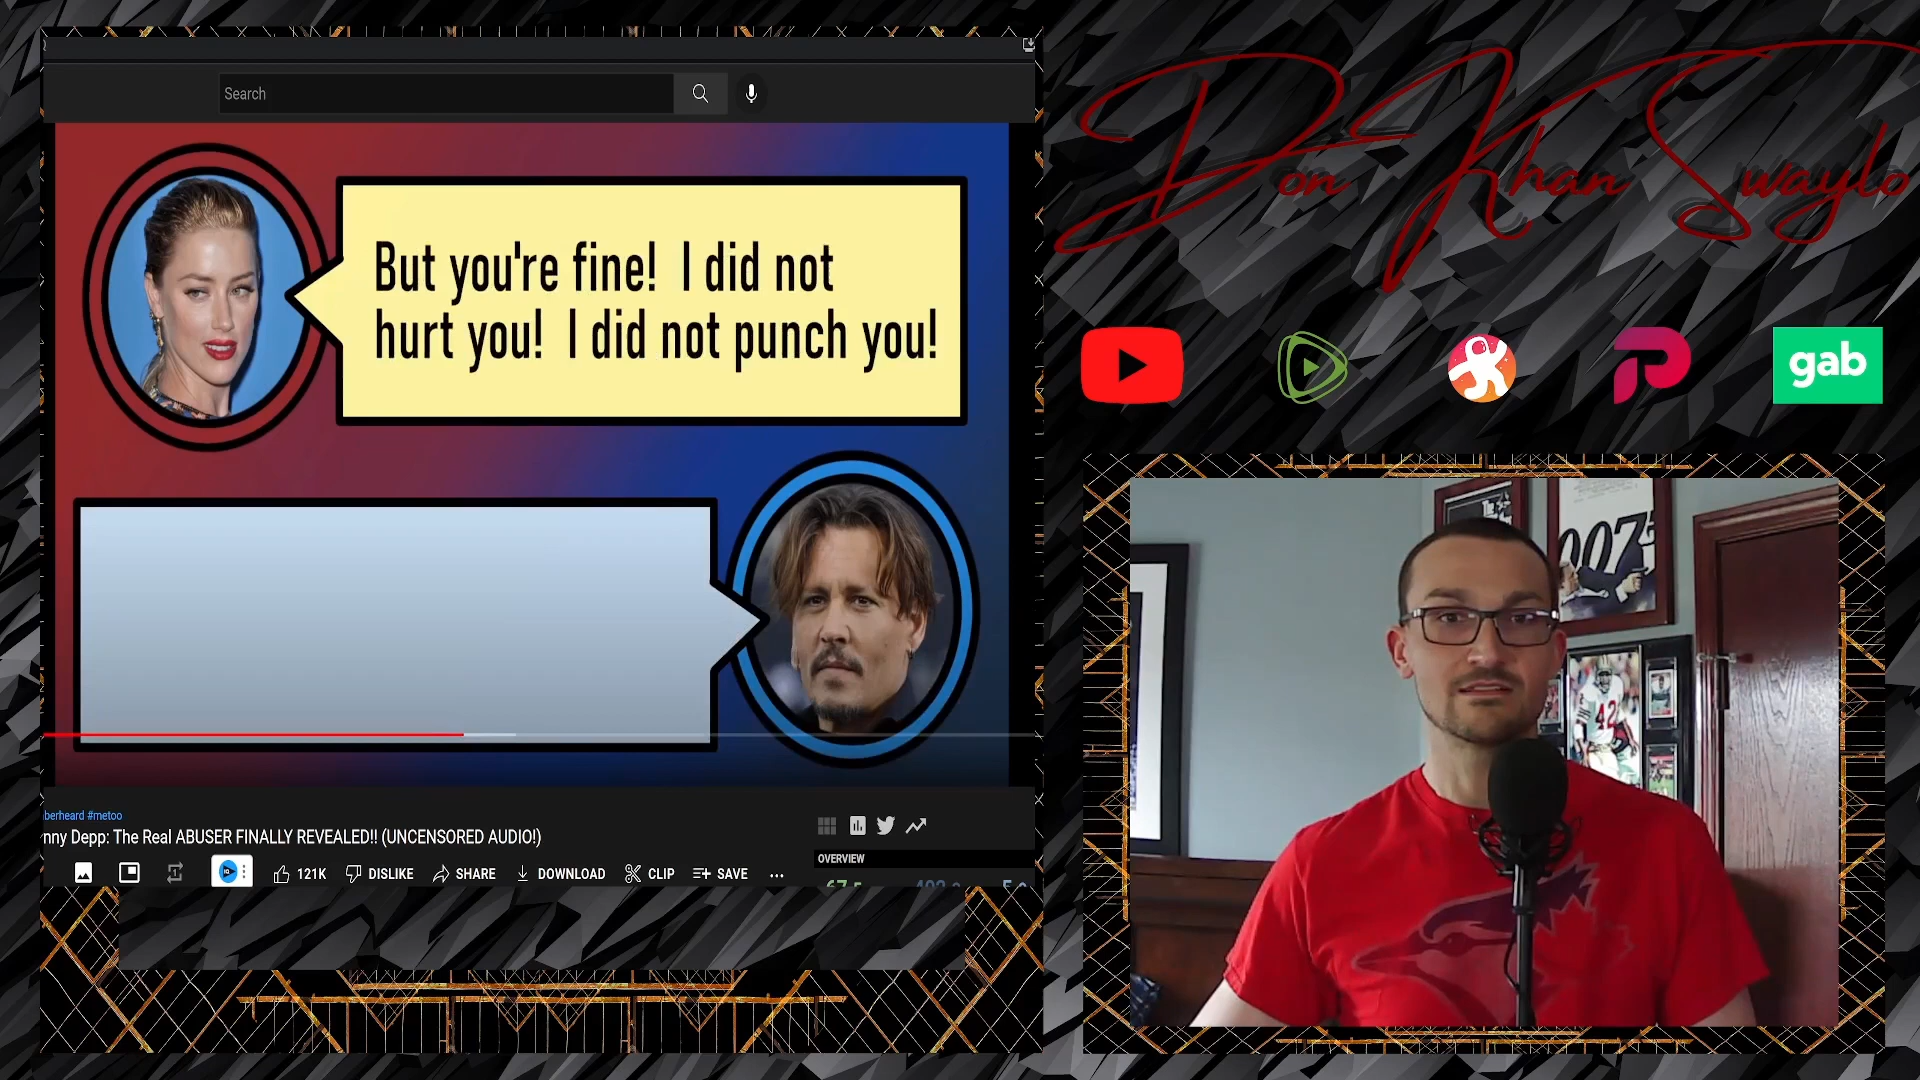 Search
But you're fine! I did not
hurt you! I did not punch you!
berheard #metoo
nny Depp: The Real ABUSER FINALLY REVEALED!! (UNCENSORED AUDIO!)
121K DISLIKE SHARE DOWNLOAD CLIP SAVE
OVERVIEW
Don Khan Swaylo
gab
007
42